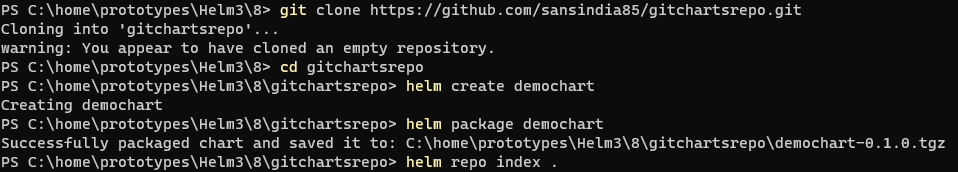 PS C:\home\prototypes\Helm3\8> git clone https://github.com/sansindia85/gitchartsrepo.git
Cloning into 'gitchartsrepo'...
warning: You appear to have cloned an empty repository.
PS C:\home\prototypes\Helm3\8> cd gitchartsrepo
PS C:\home\prototypes\Helm3\8\gitchartsrepo> helm create demochart
Creating demochart
PS C:\home\prototypes\Helm3\8\gitchartsrepo> helm package demochart
Successfully packaged chart and saved it to: C:\home\prototypes\Helm3\8\gitchartsrepo\demochart-0.1.0.tgz
PS C:\home\prototypes\Helm3\8\gitchartsrepo> helm repo index .